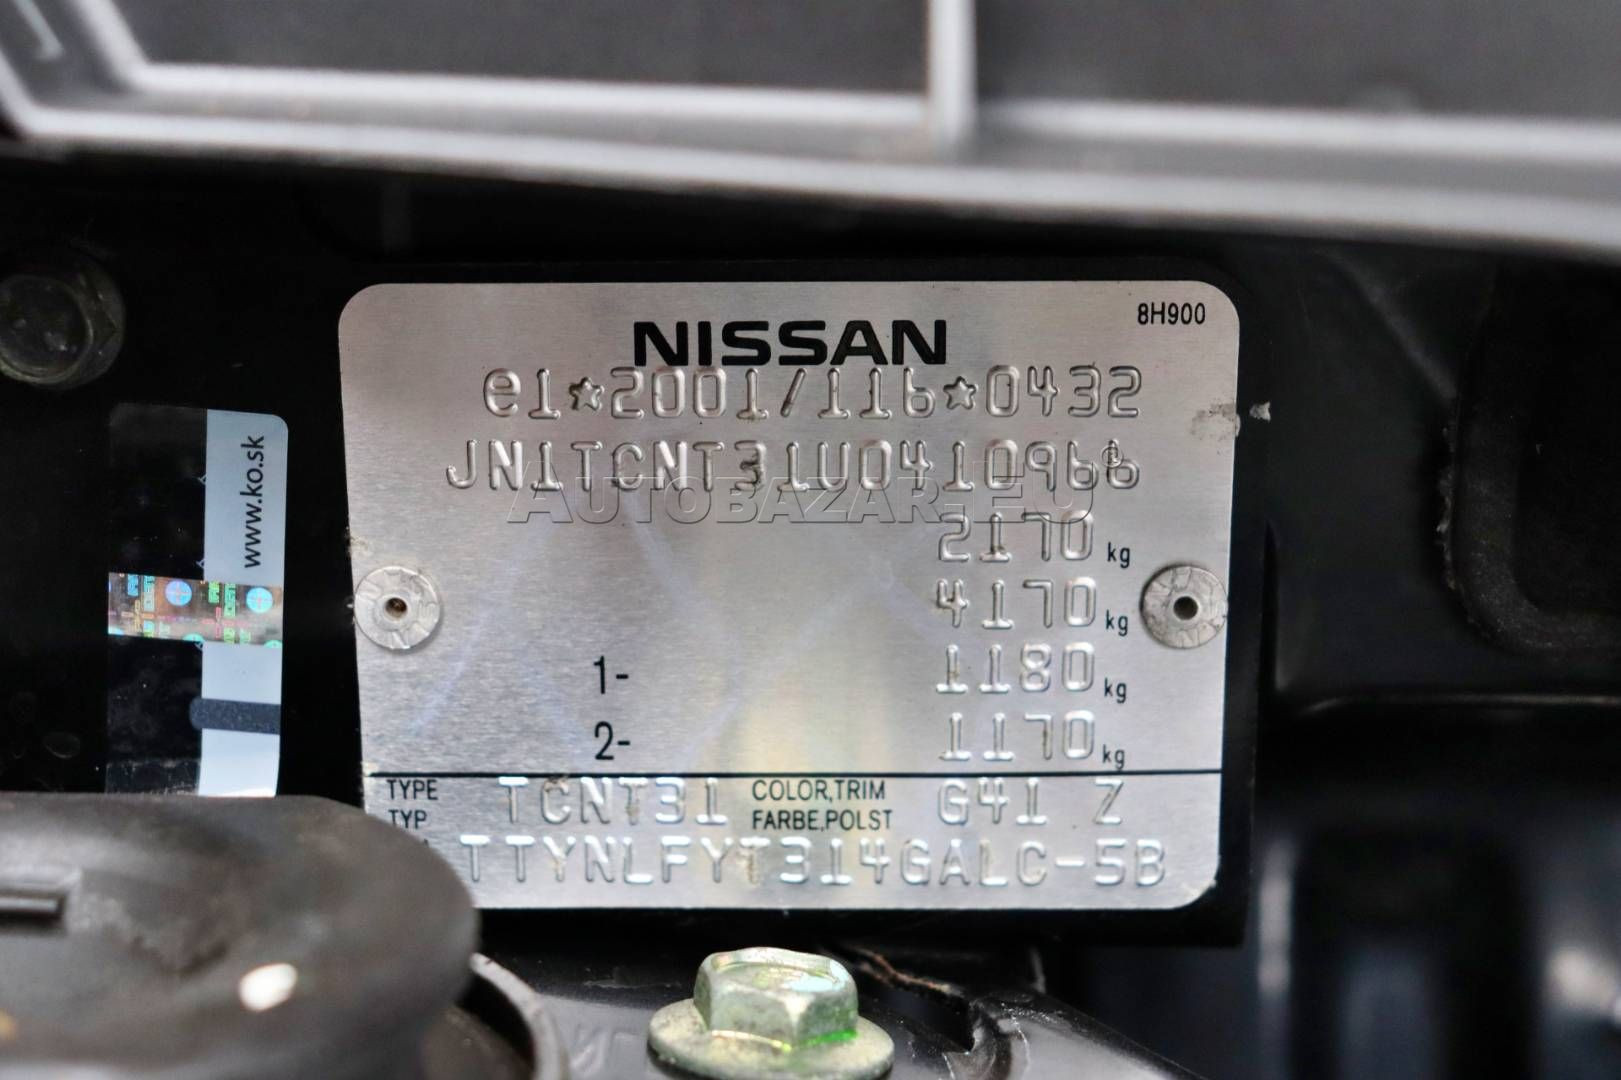 8H900
NISSAN
e1☆2001/116☆0432
JN1TCNT31U0410966
AUTOBAZAR.EU
2170 kg
4170 kg
1- 1180 kg
2- 1170 kg
TYPE TCNT31 COLOR,TRIM G41 Z
TYP FARBE,POLST
TTYNLFYT314GALC-5B
www.ko.sk